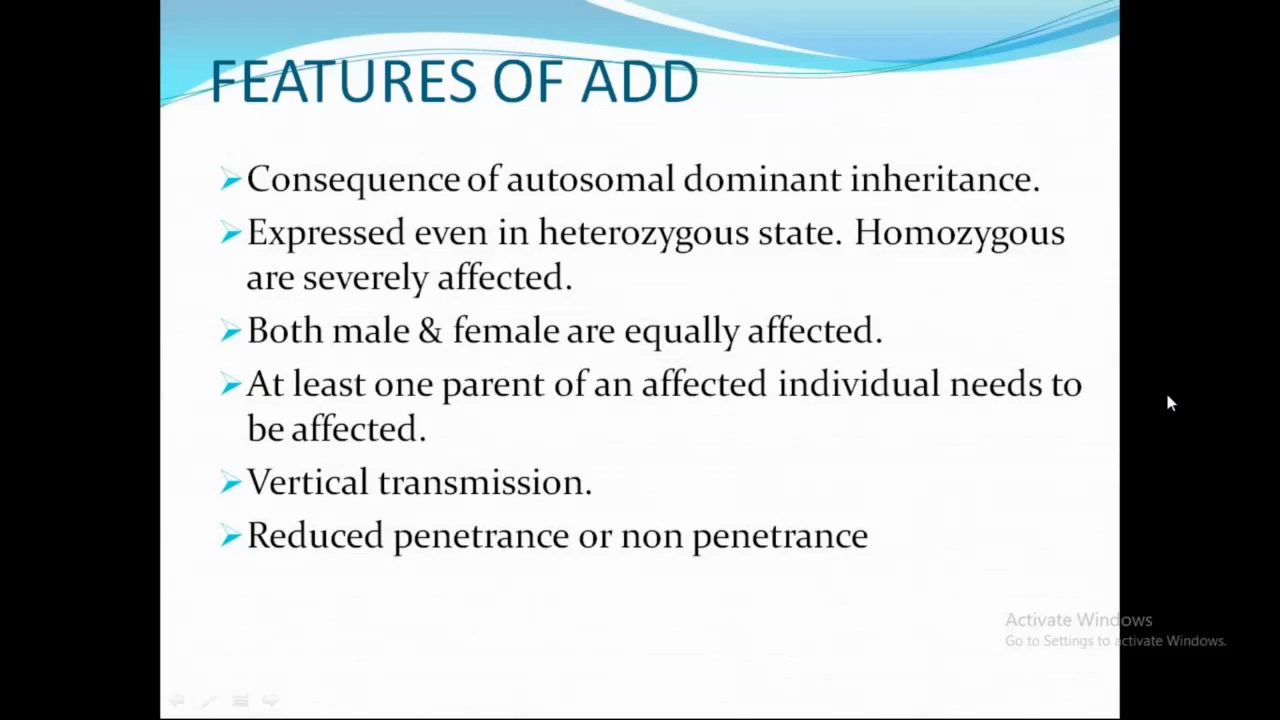 FEATURES OF ADD
Consequence of autosomal dominant inheritance.
Expressed even in heterozygous state. Homozygous
are severely affected.
Both male & female are equally affected.
At least one parent of an affected individual needs to
be affected.
Vertical transmission.
Reduced penetrance or non penetrance
Activate Windows
Go to Settings to activate Windows.